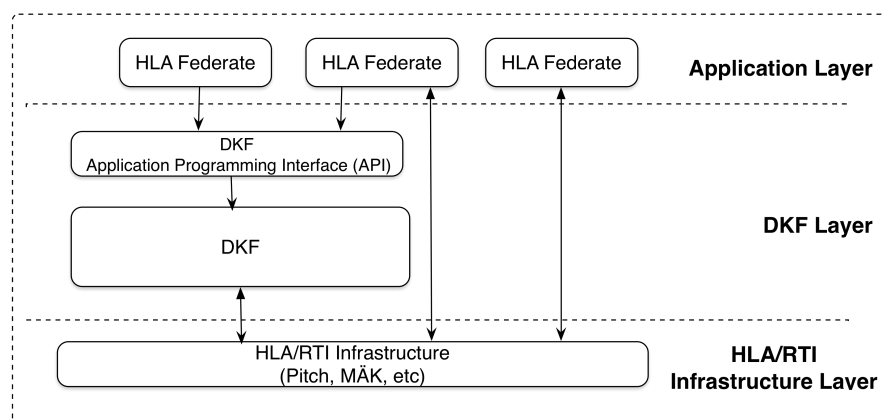 HLA Federate
HLA Federate
HLA Federate
Application Layer
DKF
Application Programming Interface (API)
DKF
DKF Layer
HLA/RTI Infrastructure
(Pitch, MÄK, etc)
HLA/RTI
Infrastructure Layer